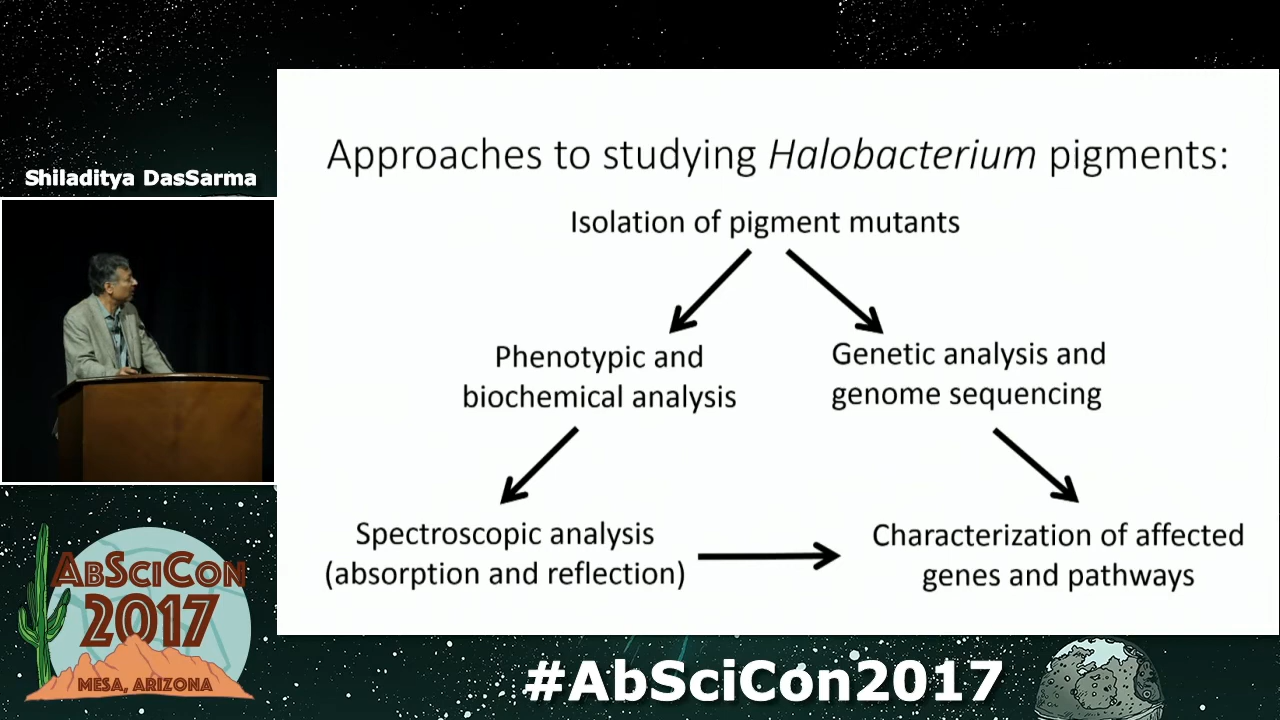 Shiladitya DasSarma
Approaches to studying Halobacterium pigments:
Isolation of pigment mutants
Phenotypic and
biochemical analysis
Genetic analysis and
genome sequencing
Spectroscopic analysis
(absorption and reflection)
Characterization of affected
genes and pathways
AbSciCon
2017
MESA, ARIZONA
#AbSciCon2017